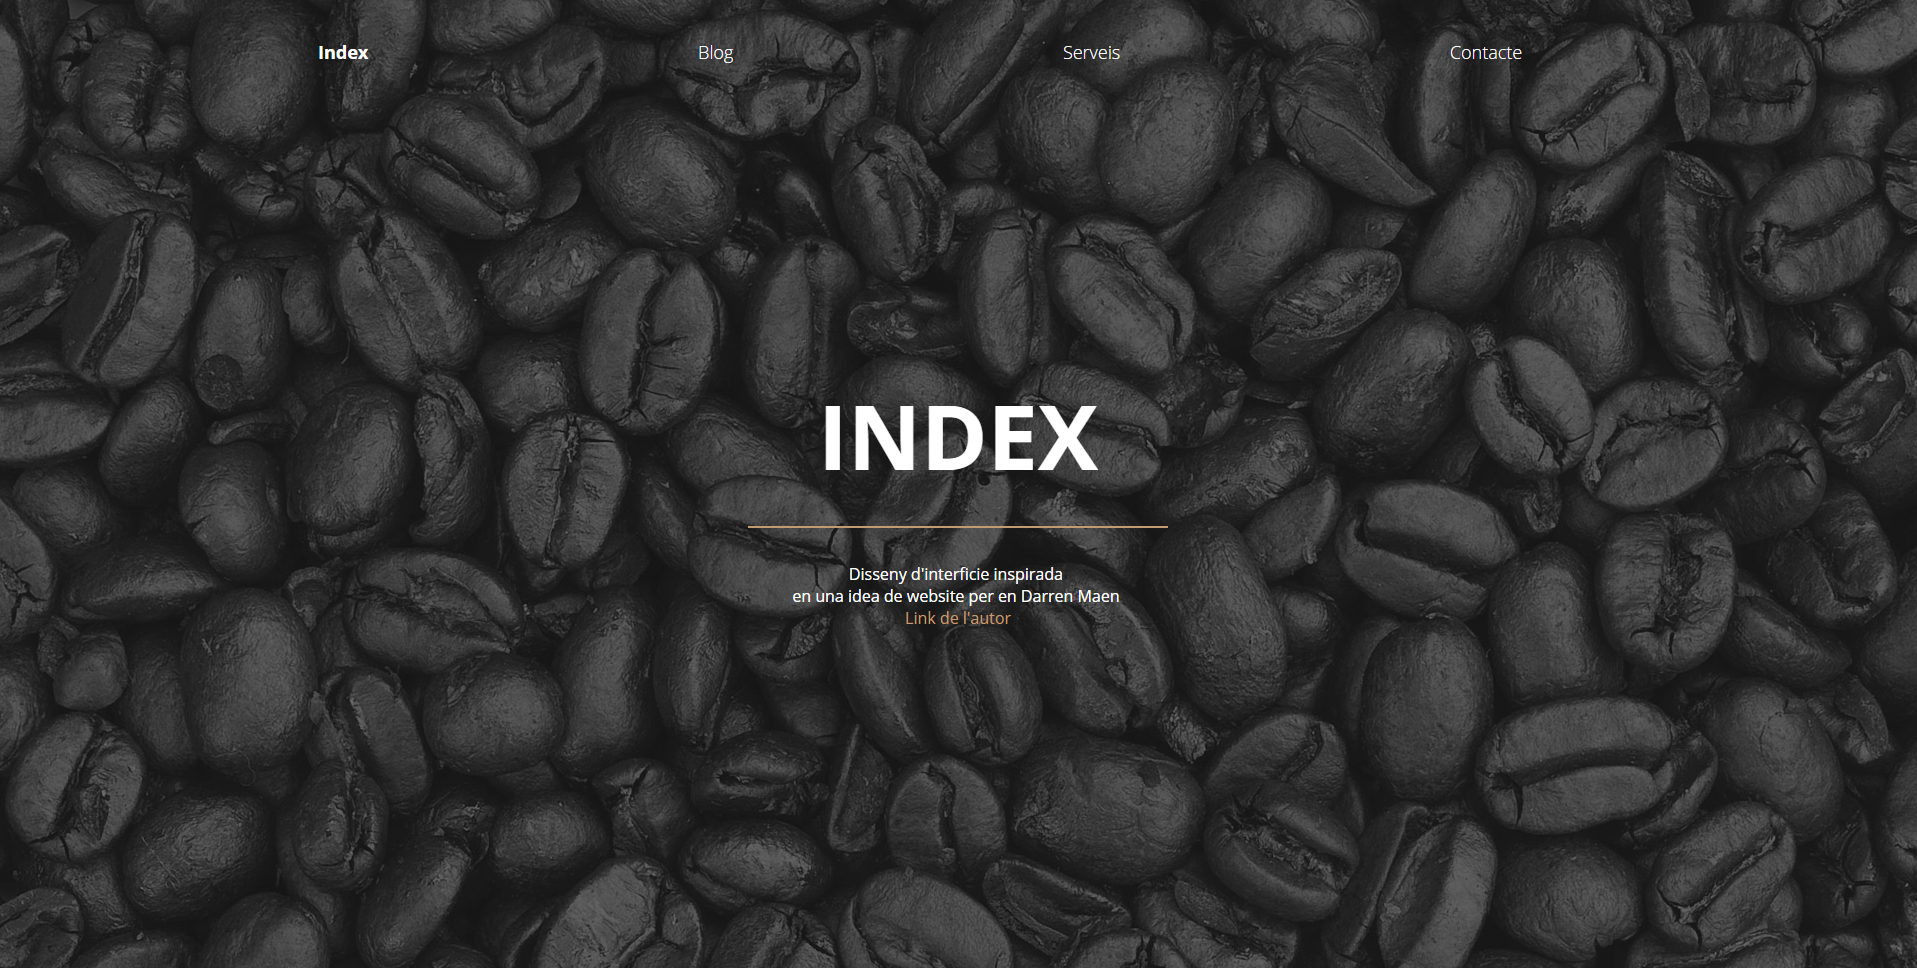 Index Blog Serveis Contacte
INDEX
Disseny d'interficie inspirada
en una idea de website per en Darren Maen
Link de l'autor